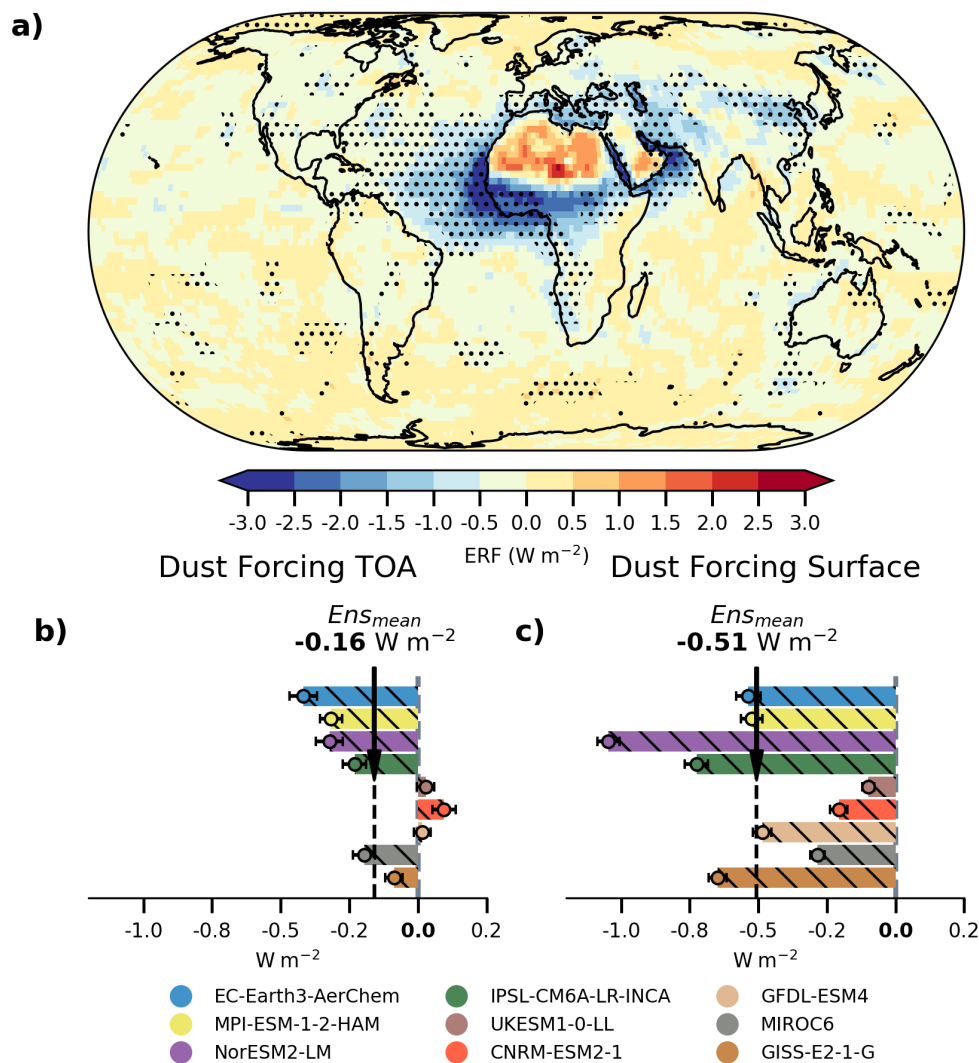 a)
-3.0 -2.5 -2.0 -1.5 -1.0 -0.5 0.0 0.5 1.0 1.5 2.0 2.5 3.0
ERF (W m⁻²)
Dust Forcing TOA
Dust Forcing Surface
b)
Ens_mean
-0.16 W m⁻²
-1.0 -0.8 -0.5 -0.2 0.0 0.2
W m⁻²
c)
Ens_mean
-0.51 W m⁻²
-1.0 -0.8 -0.5 -0.2 0.0 0.2
W m⁻²
EC-Earth3-AerChem
MPI-ESM-1-2-HAM
NorESM2-LM
IPSL-CM6A-LR-INCA
UKESM1-0-LL
CNRM-ESM2-1
GFDL-ESM4
MIROC6
GISS-E2-1-G